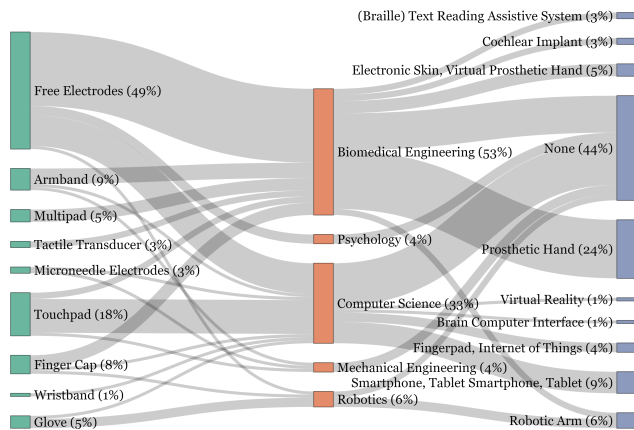 (Braille) Text Reading Assistive System (3%)
Cochlear Implant (3%)
Electronic Skin, Virtual Prosthetic Hand (5%)
Free Electrodes (49%)
Biomedical Engineering (53%)
None (44%)
Armband (9%)
Multipad (5%)
Tactile Transducer (3%)
Psychology (4%)
Prosthetic Hand (24%)
Microneedle Electrodes (3%)
Computer Science (33%)
Virtual Reality (1%)
Touchpad (18%)
Brain Computer Interface (1%)
Fingerpad, Internet of Things (4%)
Finger Cap (8%)
Mechanical Engineering (4%)
Smartphone, Tablet Smartphone, Tablet (9%)
Wristband (1%)
Robotics (6%)
Glove (5%)
Robotic Arm (6%)